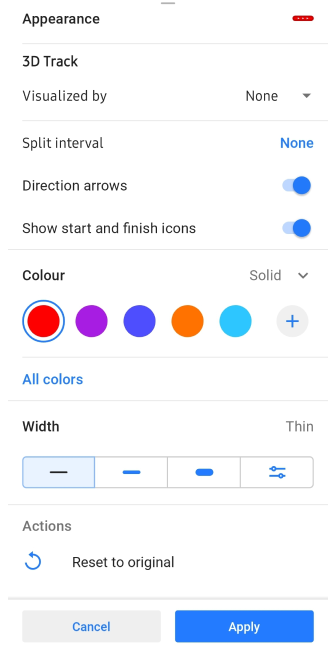 Appearance
3D Track
Visualized by None
Split interval None
Direction arrows
Show start and finish icons
Colour Solid
All colors
Width Thin
Actions
Reset to original
Cancel Apply